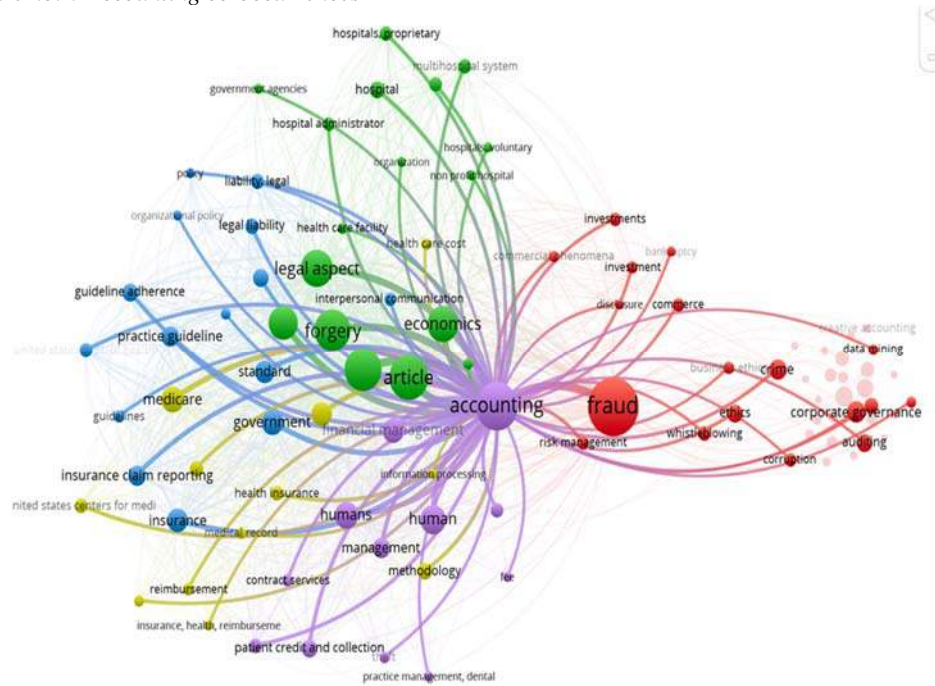 hospitals, proprietary
multihospital system
government agencies
hospital
hospital administrator
hospitals, voluntary
organization
non profit hospital
policy
liability, legal
organizational policy
legal liability
health care facility
investments
health care cost
commercial phenomena
bankruptcy
legal aspect
investment
guideline adherence
interpersonal communication
disclosure
commerce
economics
forgery
practice guideline
creative accounting
united states
data mining
standard
article
business ethics
crime
medicare
accounting
fraud
guidelines
government
financial management
ethics
corporate governance
whistleblowing
risk management
auditing
corruption
insurance claim reporting
information processing
health insurance
nited states centers for medi
humans
human
insurance
medical record
management
methodology
contract services
fee
reimbursement
insurance, health, reimburseme
patient credit and collection
theft
practice management, dental